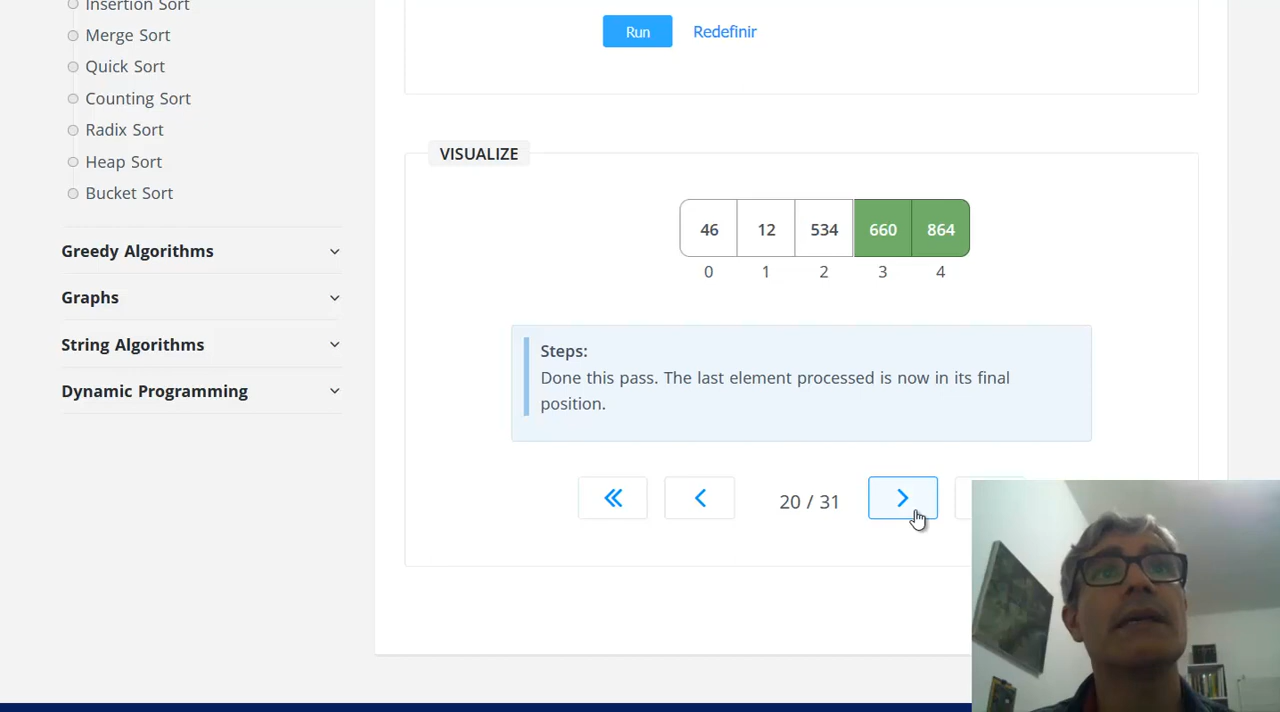 Insertion Sort
Merge Sort
Quick Sort
Counting Sort
Radix Sort
Heap Sort
Bucket Sort
Greedy Algorithms
Graphs
String Algorithms
Dynamic Programming
Run Redefinir
VISUALIZE
46 12 534 660 864
0 1 2 3 4
Steps:
Done this pass. The last element processed is now in its final
position.
20 / 31